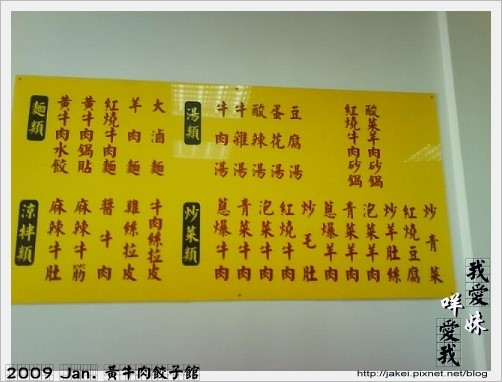 麵類
黃牛肉水餃
黃牛肉鍋貼
紅燒牛肉麵
羊肉麵
大滷麵
湯類
牛肉湯
牛雜湯
酸辣湯
蛋花湯
豆腐湯
紅燒牛肉砂鍋
酸菜羊肉砂鍋
涼拌類
麻辣牛肚
麻辣牛筋
醬牛肉
雞絲拉皮
牛肉絲拉皮
炒菜類
蔥爆牛肉
青菜牛肉
泡菜牛肉
紅燒牛肉
炒毛肚
蔥爆羊肉
青菜羊肉
泡菜羊肉
炒羊肚絲
紅燒豆腐
炒青菜
我愛妹
咩愛我
2009 Jan. 黃牛肉餃子館
http://jakei.pixnet.net/blog